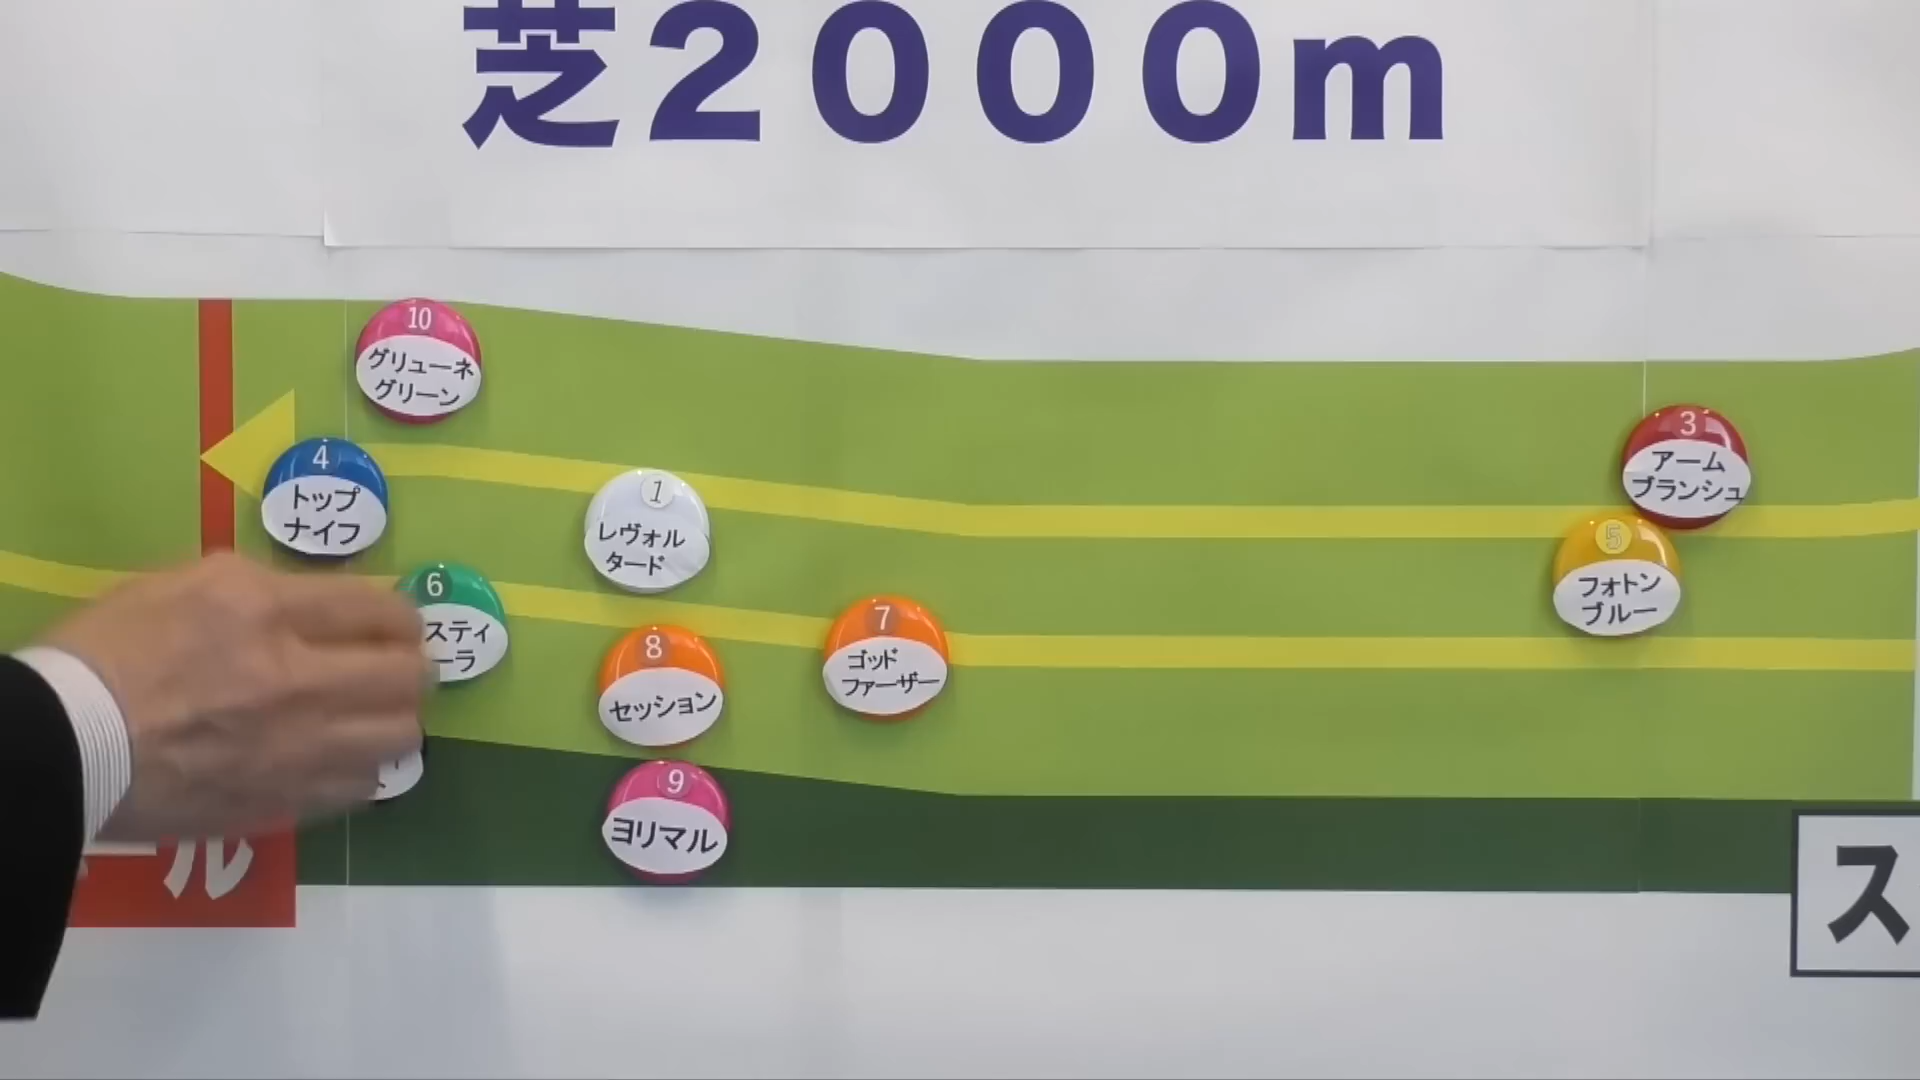 芝2000m
10
グリューネ
グリーン
4
トップ
ナイフ
1
レヴォル
タード
3
アーム
ブランシュ
5
フォトン
ブルー
6
スティ
ーラ
8
セッション
7
ゴッド
ファーザー
9
ヨリマル
ール
ス